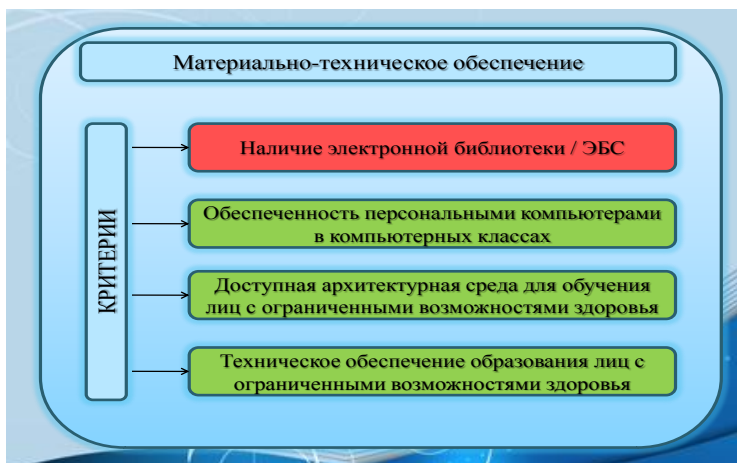 Материально-техническое обеспечение
КРИТЕРИИ
Наличие электронной библиотеки / ЭБС
Обеспеченность персональными компьютерами
в компьютерных классах
Доступная архитектурная среда для обучения
лиц с ограниченными возможностями здоровья
Техническое обеспечение образования лиц с
ограниченными возможностями здоровья